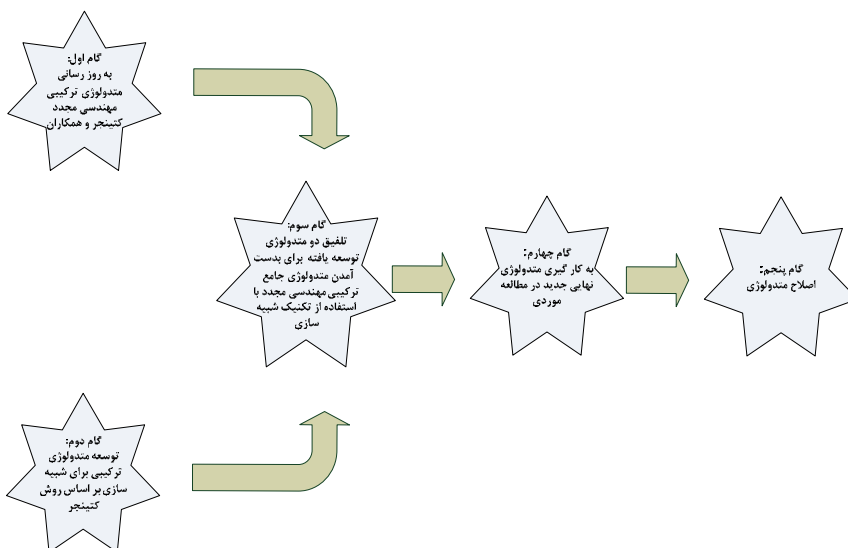 گام اول:
به روز رسانی
متدولوژی ترکیبی
مهندسی مجدد
کتینجر و همکاران
گام دوم:
توسعه متدولوژی
ترکیبی برای شبیه
سازی بر اساس روش
کتینجر
گام سوم:
تلفیق دو متدولوژی
توسعه یافته برای بدست
آمدن متدولوژی جامع
ترکیبی مهندسی مجدد با
استفاده از تکنیک شبیه
سازی
گام چهارم:
به کار گیری متدولوژی
نهایی جدید در مطالعه
موردی
گام پنجم:
اصلاح متدولوژی